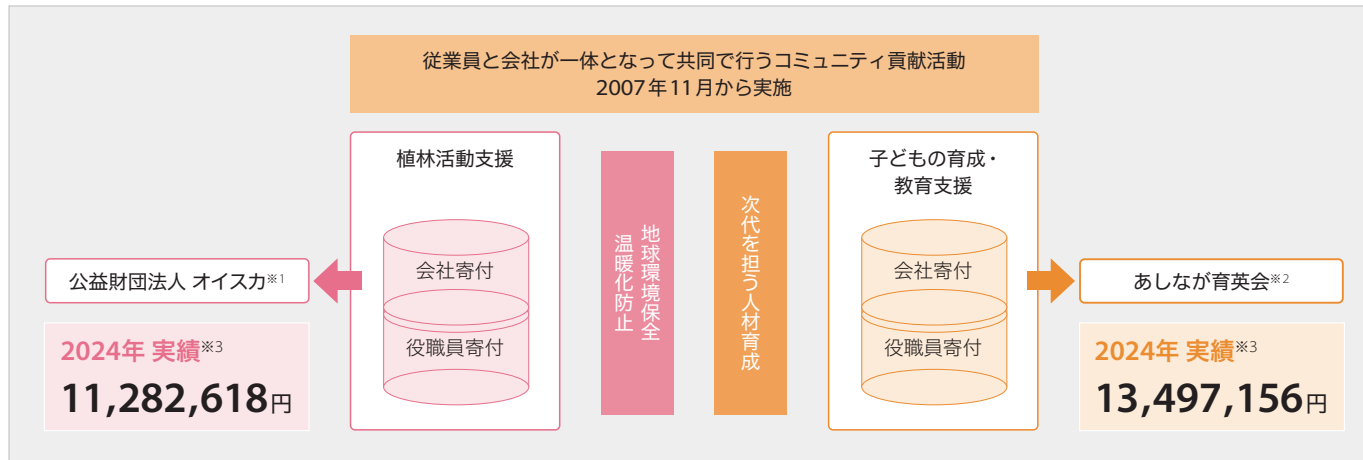 従業員と会社が一体となって共同で行うコミュニティ貢献活動
2007年11月から実施
植林活動支援
会社寄付
役職員寄付
公益財団法人 オイスカ※1
2024年 実績※3
11,282,618円
地球環境保全
温暖化防止
次代を担う人材育成
子どもの育成・
教育支援
会社寄付
役職員寄付
あしなが育英会※2
2024年 実績※3
13,497,156円